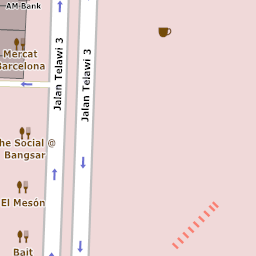 AM Bank
Mercat
Barcelona
Jalan Telawi 3
Jalan Telawi 3
he Social @
Bangsar
El Mesón
Bait